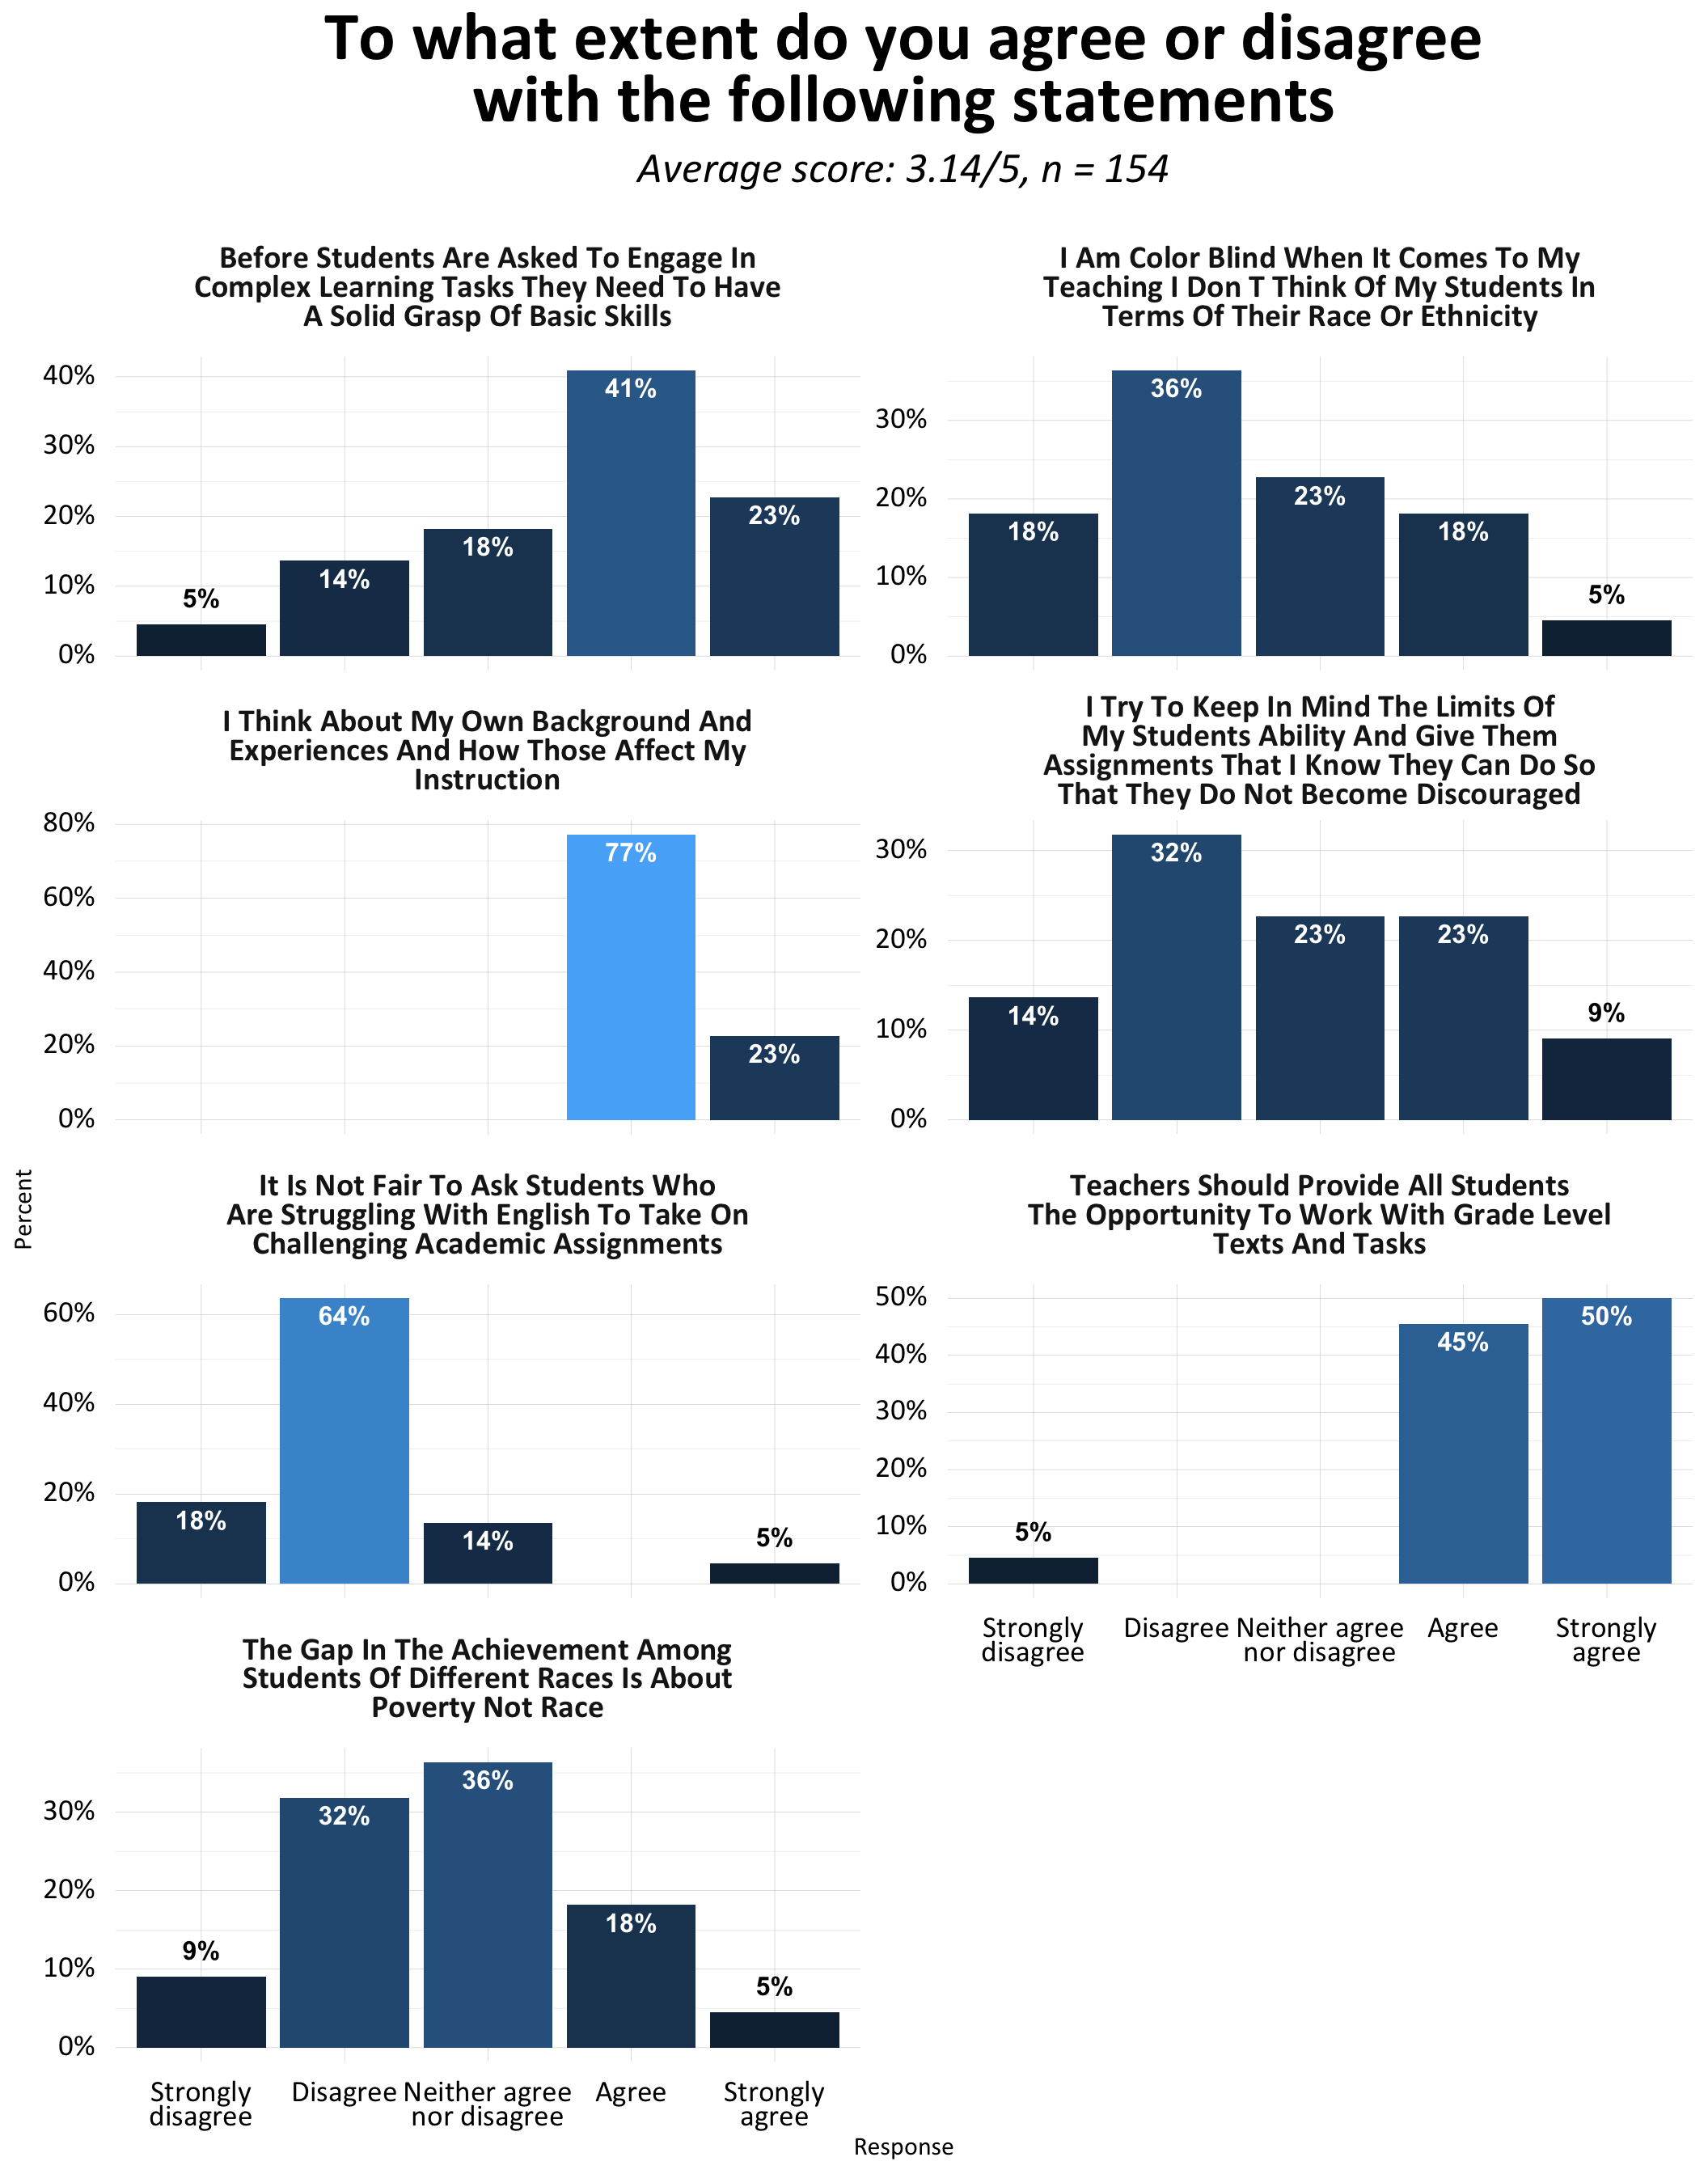 To what extent do you agree or disagree
with the following statements
Average score: 3.14/5, n = 154
Before Students Are Asked To Engage In
Complex Learning Tasks They Need To Have
A Solid Grasp Of Basic Skills
40%
30%
20%
10%
0%
5%
14%
18%
41%
23%
I Am Color Blind When It Comes To My
Teaching I Don T Think Of My Students In
Terms Of Their Race Or Ethnicity
30%
20%
10%
0%
18%
36%
23%
18%
5%
I Think About My Own Background And
Experiences And How Those Affect My
Instruction
80%
60%
40%
20%
0%
77%
23%
I Try To Keep In Mind The Limits Of
My Students Ability And Give Them
Assignments That I Know They Can Do So
That They Do Not Become Discouraged
30%
20%
10%
0%
14%
32%
23%
23%
9%
Percent
It Is Not Fair To Ask Students Who
Are Struggling With English To Take On
Challenging Academic Assignments
60%
40%
20%
0%
18%
64%
14%
5%
Teachers Should Provide All Students
The Opportunity To Work With Grade Level
Texts And Tasks
50%
40%
30%
20%
10%
0%
5%
45%
50%
Strongly
disagree
Disagree
Neither agree
nor disagree
Agree
Strongly
agree
The Gap In The Achievement Among
Students Of Different Races Is About
Poverty Not Race
30%
20%
10%
0%
9%
32%
36%
18%
5%
Strongly
disagree
Disagree
Neither agree
nor disagree
Agree
Strongly
agree
Response